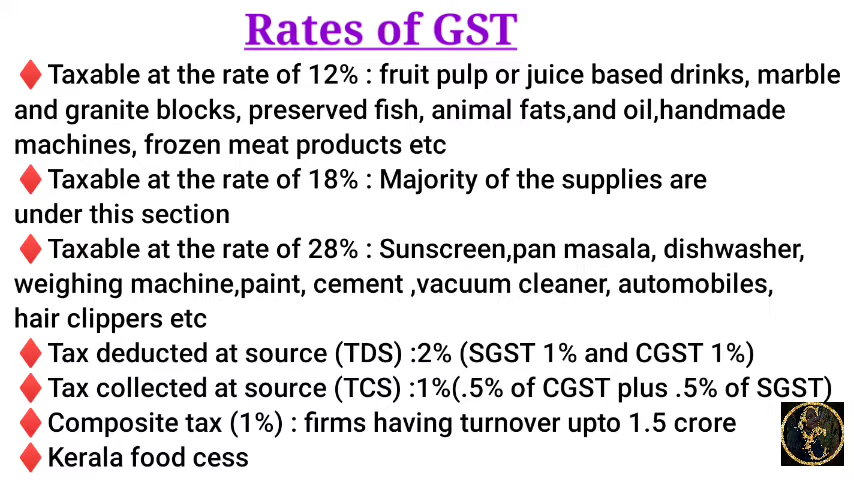 Rates of GST
♦Taxable at the rate of 12% : fruit pulp or juice based drinks, marble
and granite blocks, preserved fish, animal fats,and oil,handmade
machines, frozen meat products etc
♦Taxable at the rate of 18% : Majority of the supplies are
under this section
♦Taxable at the rate of 28% : Sunscreen,pan masala, dishwasher,
weighing machine,paint, cement ,vacuum cleaner, automobiles,
hair clippers etc
♦Tax deducted at source (TDS) :2% (SGST 1% and CGST 1%)
♦Tax collected at source (TCS) :1%(.5% of CGST plus .5% of SGST)
♦Composite tax (1%) : firms having turnover upto 1.5 crore
♦Kerala food cess